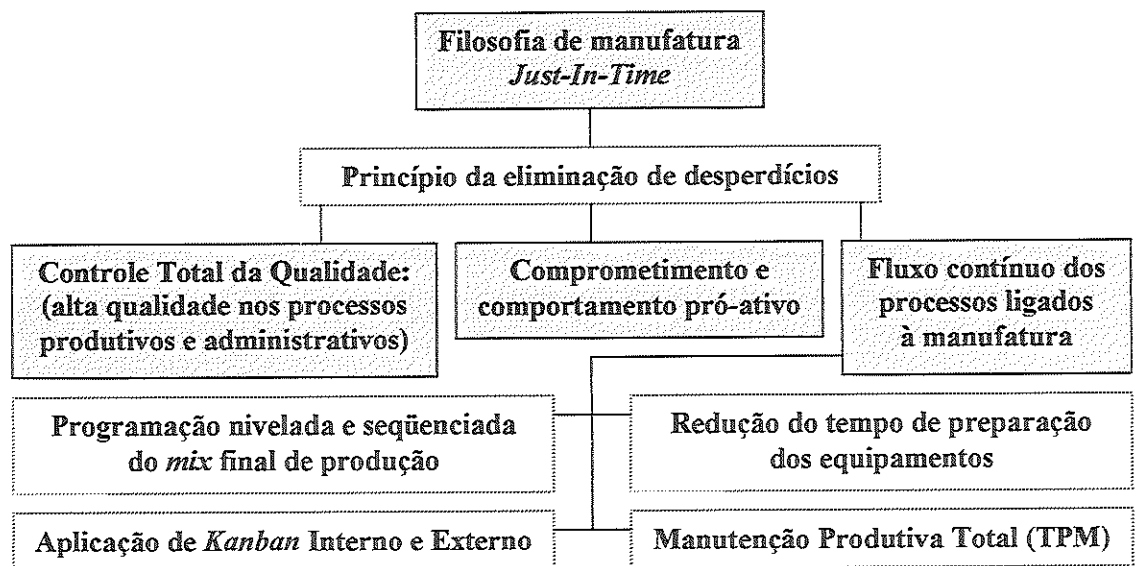 Filosofia de manufatura
Just-In-Time
Princípio da eliminação de desperdícios
Controle Total da Qualidade:
(alta qualidade nos processos
produtivos e administrativos)
Comprometimento e
comportamento pró-ativo
Fluxo contínuo dos
processos ligados
à manufatura
Programação nivelada e seqüenciada
do mix final de produção
Redução do tempo de preparação
dos equipamentos
Aplicação de Kanban Interno e Externo
Manutenção Produtiva Total (TPM)